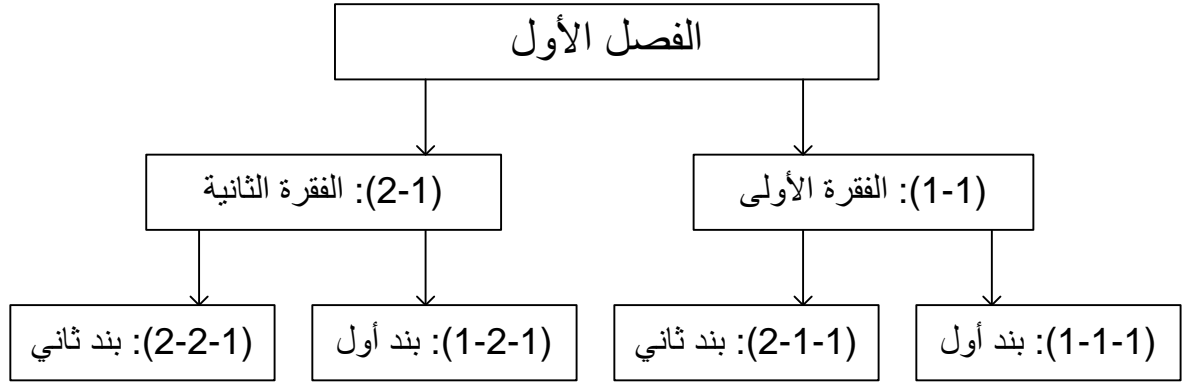 الفصل الأول
(1-1): الفقرة الأولى
(2-1): الفقرة الثانية
(1-1-1): بند أول
(2-1-1): بند ثاني
(1-2-1): بند أول
(2-2-1): بند ثاني